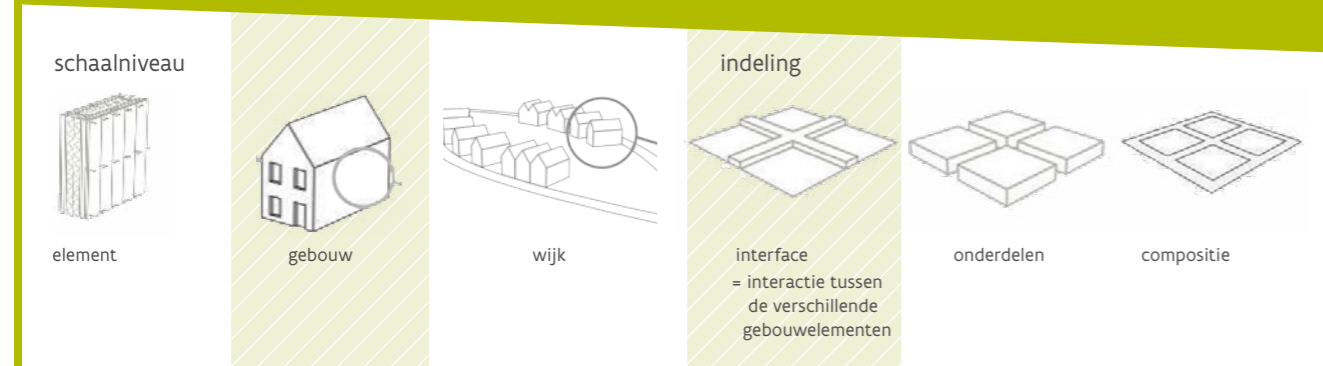 schaalniveau
indeling
element
gebouw
wijk
interface
= interactie tussen
de verschillende
gebouwelementen
onderdelen
compositie